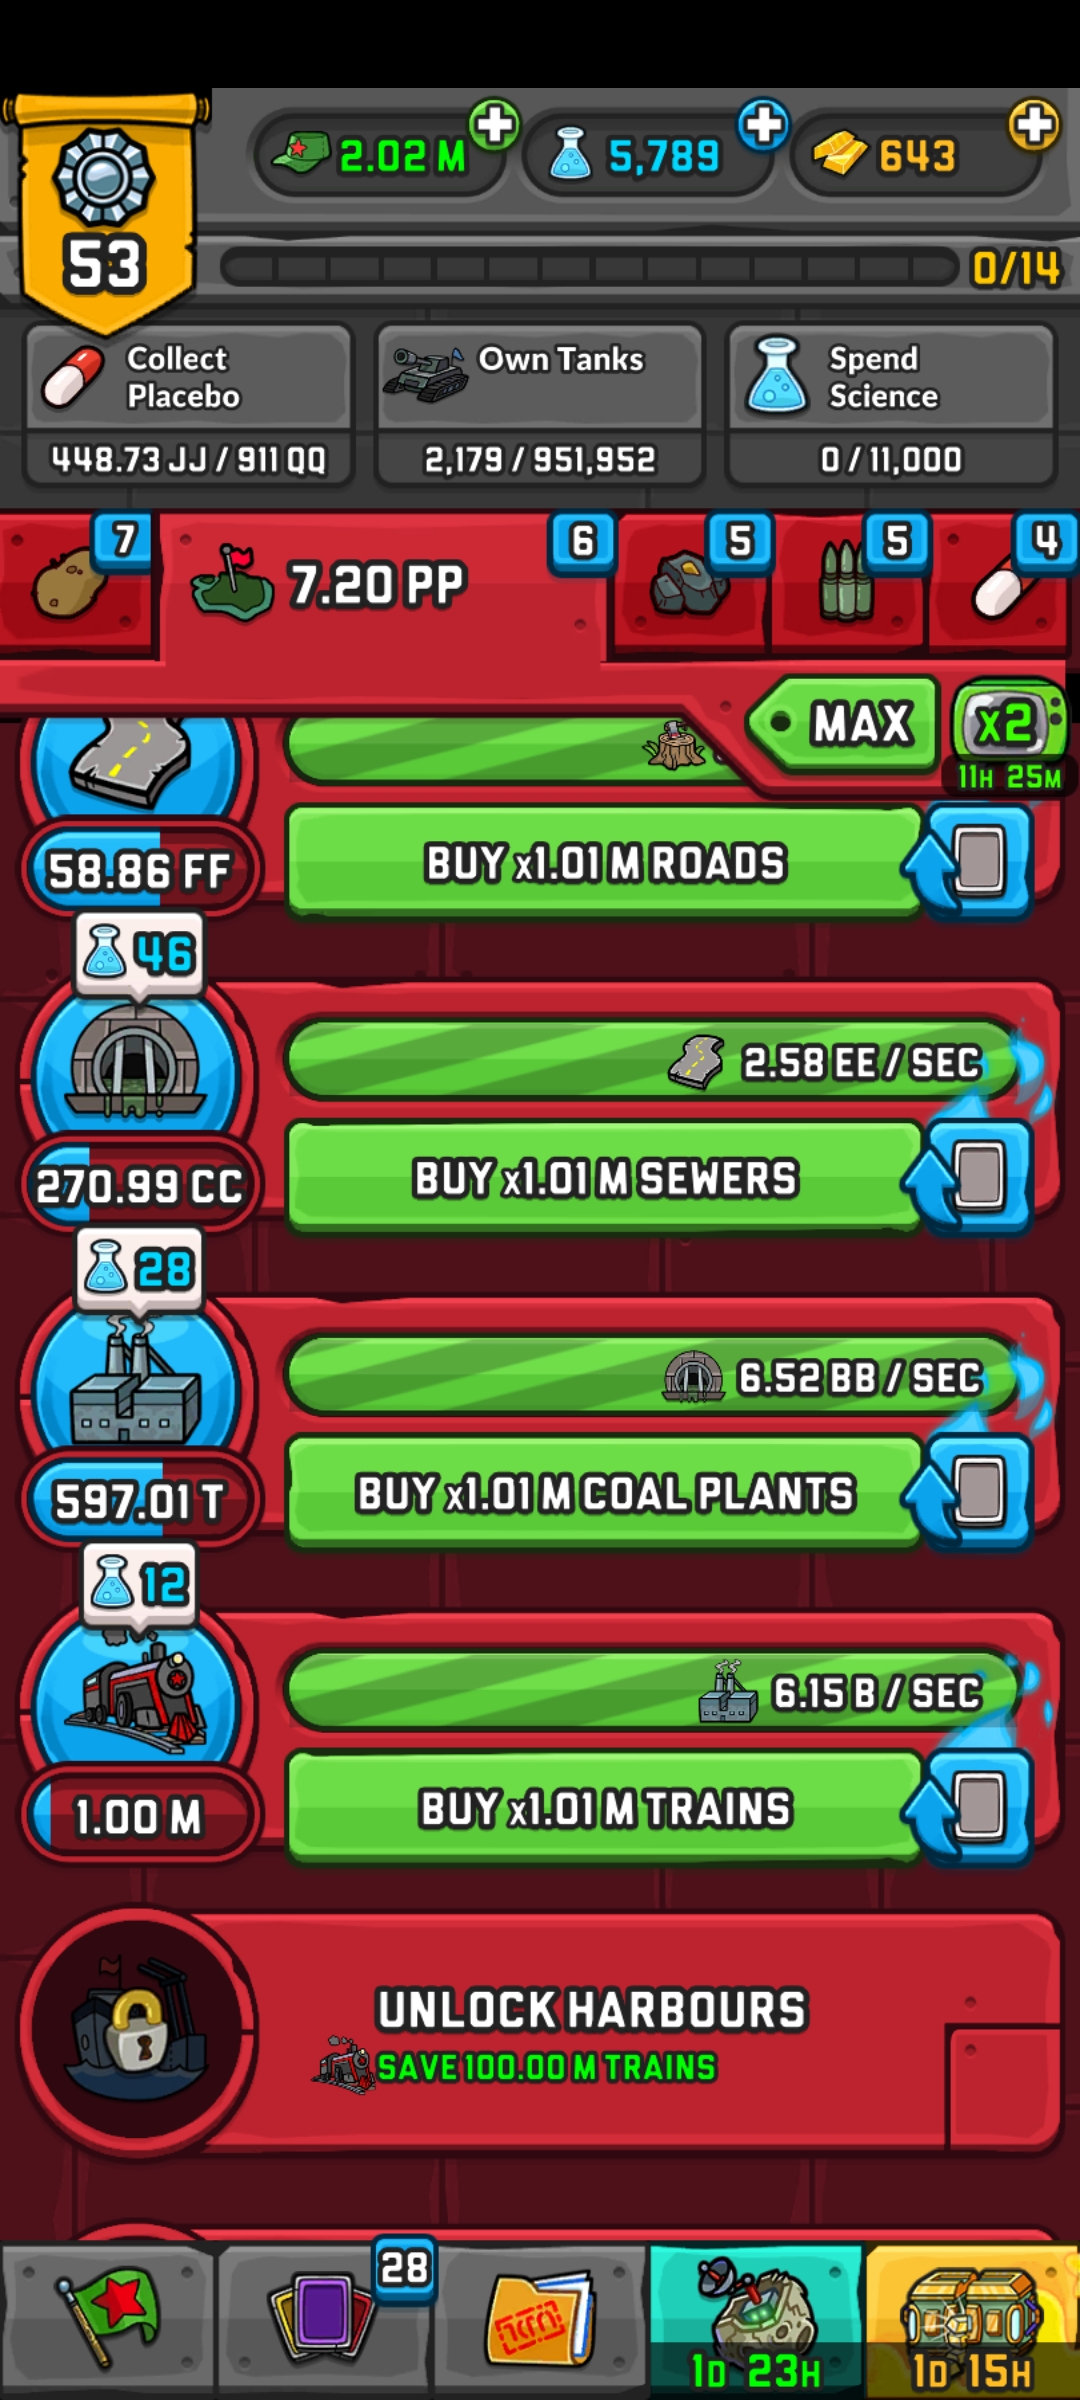 2.02 M
5,789
643
53
0/14
Collect
Placebo
448.73 JJ / 911 QQ
Own Tanks
2,179 / 951,952
Spend
Science
0 / 11,000
7
7.20 PP
6
5
5
4
MAX
x2
11H 25M
58.86 FF
BUY x1.01 M ROADS
46
2.58 EE / SEC
270.99 CC
BUY x1.01 M SEWERS
28
6.52 BB / SEC
597.01 T
BUY x1.01 M COAL PLANTS
12
6.15 B / SEC
1.00 M
BUY x1.01 M TRAINS
UNLOCK HARBOURS
SAVE 100.00 M TRAINS
28
1D 23H
1D 15H